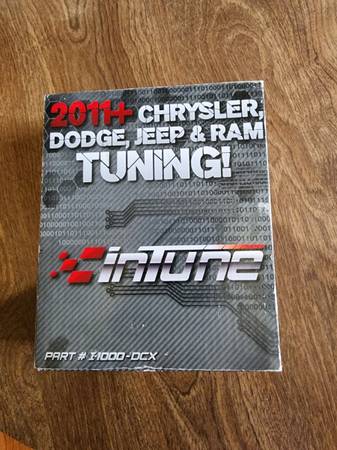 2011+ CHRYSLER,
DODGE, JEEP & RAM
TUNING!
inTune
PART # I-1000-DCX